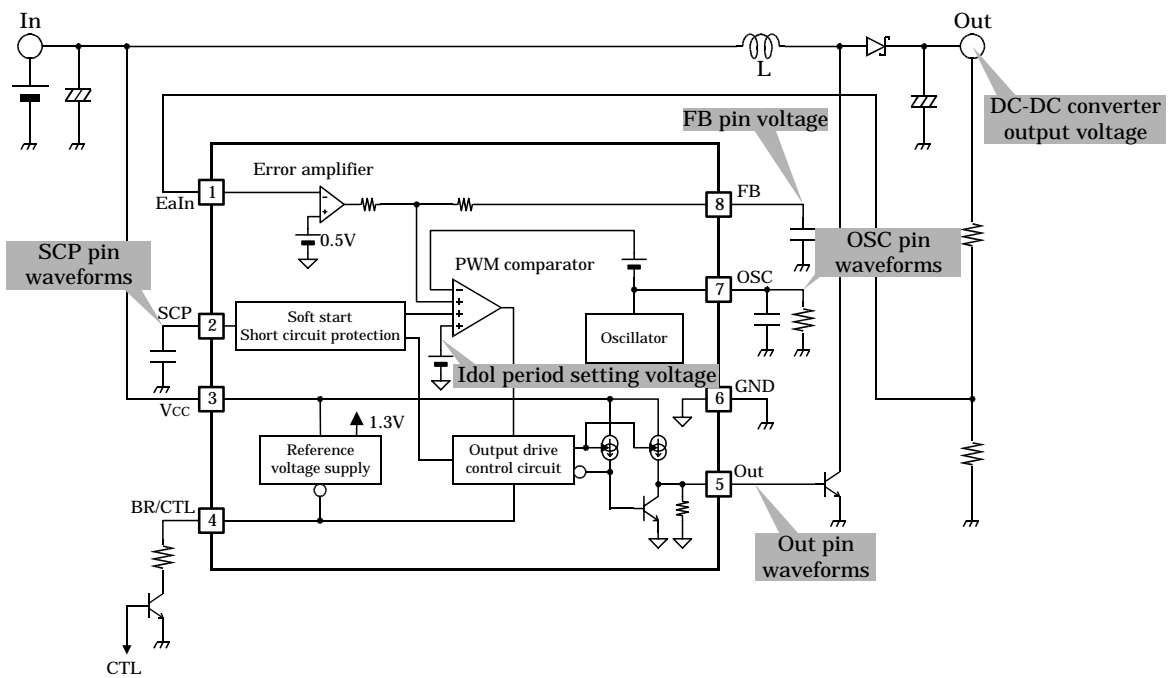 In
Out
L
DC-DC converter
output voltage
FB pin voltage
Error amplifier
1
EaIn
FB
8
0.5V
SCP pin
waveforms
OSC pin
waveforms
PWM comparator
OSC
7
SCP
2
Soft start
Short circuit protection
Oscillator
Idol period setting voltage
GND
3
6
VCC
1.3V
Reference
voltage supply
Output drive
control circuit
Out
5
BR/CTL
4
Out pin
waveforms
CTL